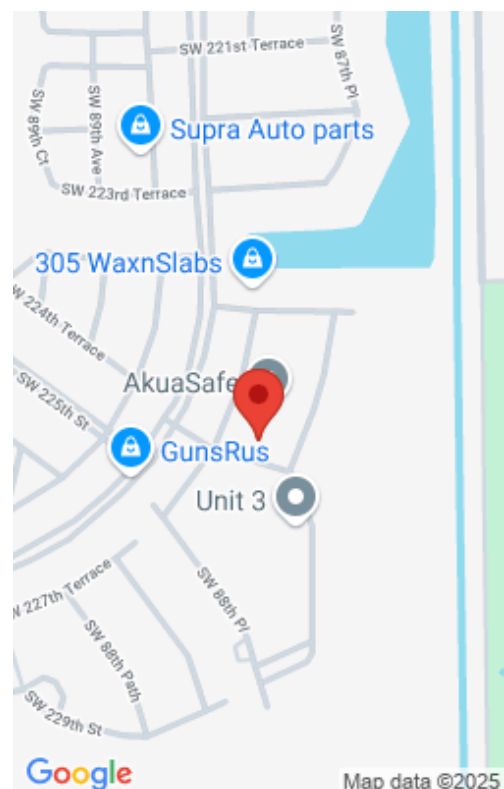 SW 221st Terrace
SW 87th Pl
SW 89th Ct
SW 89th Ave
Supra Auto parts
SW 223rd Terrace
305 WaxnSlabs
SW 224th Terrace
AkuaSafe
SW 225th St
GunsRus
Unit 3
SW 227th Terrace
SW 88th Pl
SW 88th Path
SW 229th St
Google
Map data ©2025